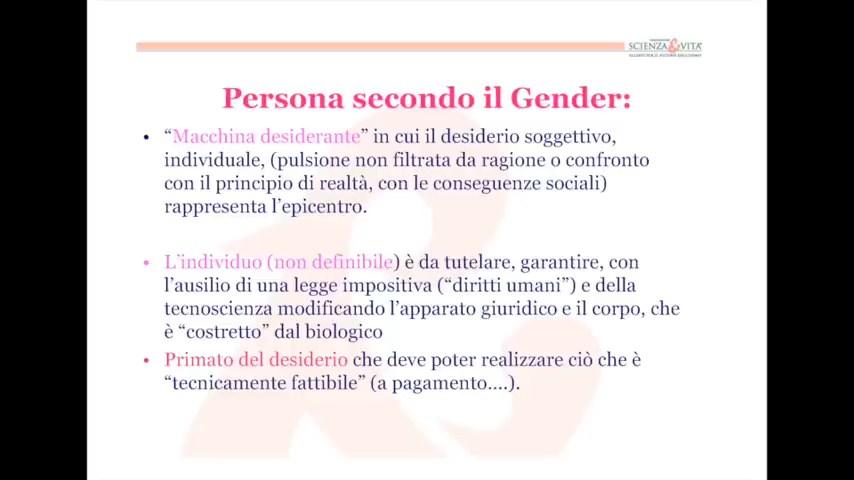 SCIENZA&VITA
Persona secondo il Gender:
• “Macchina desiderante” in cui il desiderio soggettivo,
individuale, (pulsione non filtrata da ragione o confronto
con il principio di realtà, con le conseguenze sociali)
rappresenta l’epicentro.
• L’individuo (non definibile) è da tutelare, garantire, con
l’ausilio di una legge impositiva (“diritti umani”) e della
tecnoscienza modificando l’apparato giuridico e il corpo, che
è “costretto” dal biologico
• Primato del desiderio che deve poter realizzare ciò che è
“tecnicamente fattibile” (a pagamento....).